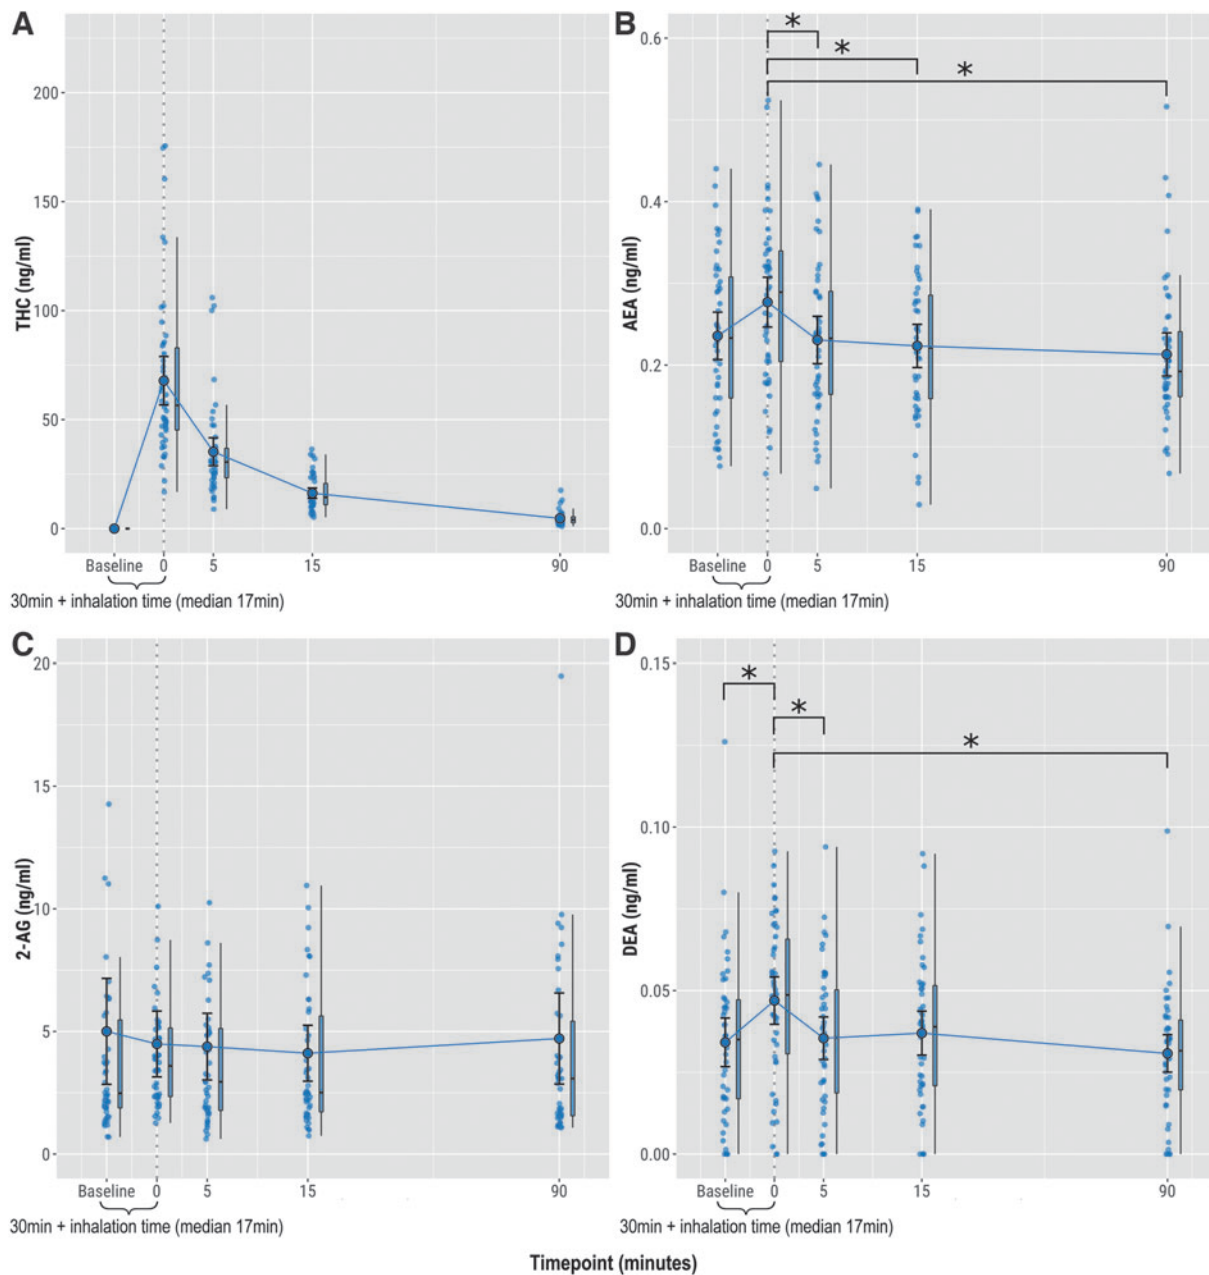 A
THC (ng/ml)
200
150
100
50
0
Baseline 0 5 15 90
30min + inhalation time (median 17min)
B
AEA (ng/ml)
0.6
0.4
0.2
0.0
* * *
Baseline 0 5 15 90
30min + inhalation time (median 17min)
C
2-AG (ng/ml)
20
15
10
5
0
Baseline 0 5 15 90
30min + inhalation time (median 17min)
D
DEA (ng/ml)
0.15
0.10
0.05
0.00
* * *
Baseline 0 5 15 90
30min + inhalation time (median 17min)
Timepoint (minutes)